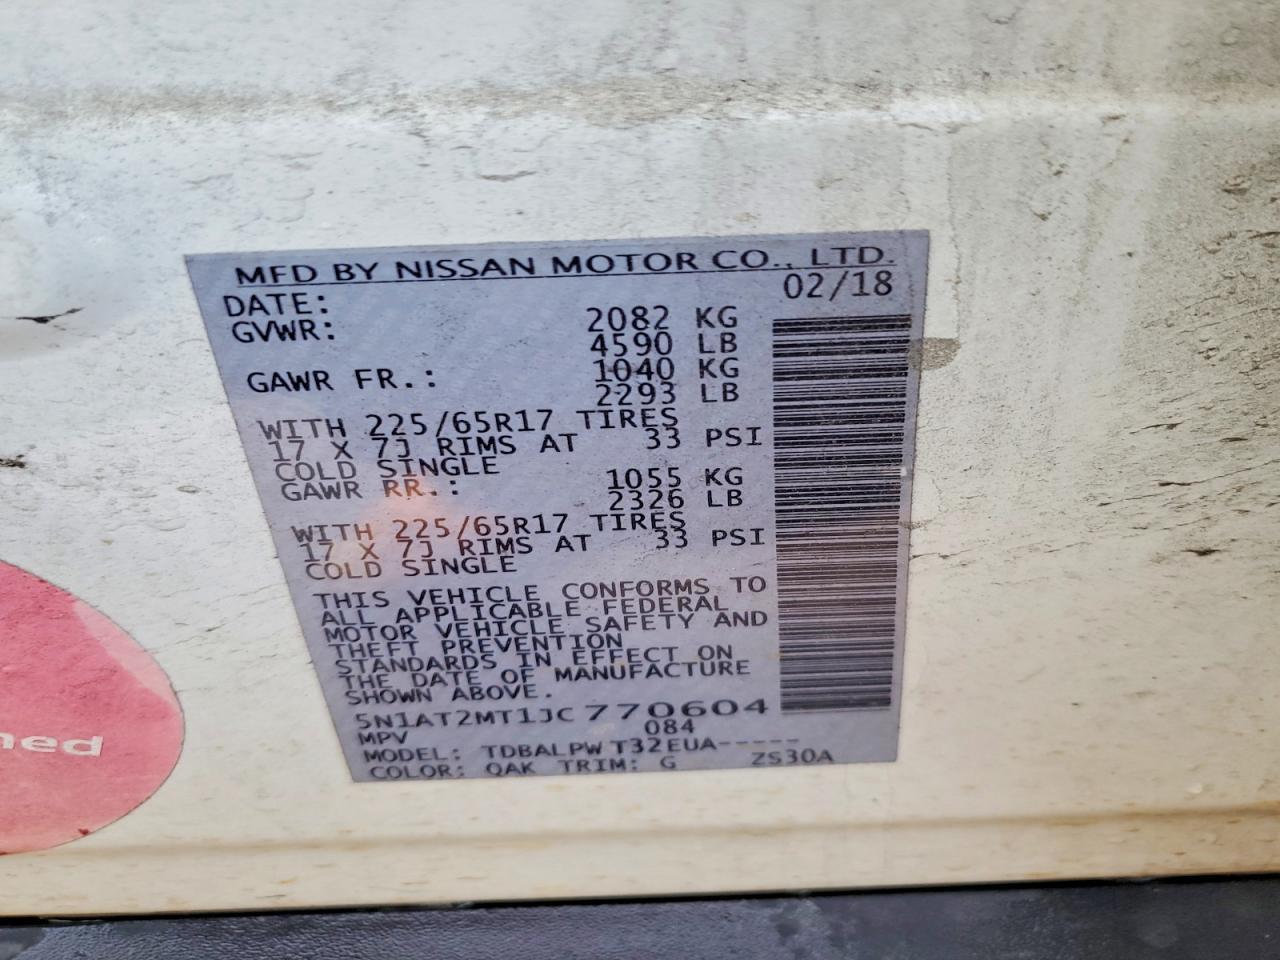 MFD BY NISSAN MOTOR CO., LTD.
DATE: 02/18
GVWR: 2082 KG
4590 LB
GAWR FR.: 1040 KG
2293 LB
WITH 225/65R17 TIRES
17 X 7J RIMS AT 33 PSI
COLD SINGLE
GAWR RR.: 1055 KG
2326 LB
WITH 225/65R17 TIRES
17 X 7J RIMS AT 33 PSI
COLD SINGLE
THIS VEHICLE CONFORMS TO
ALL APPLICABLE FEDERAL
MOTOR VEHICLE SAFETY AND
THEFT PREVENTION
STANDARDS IN EFFECT ON
THE DATE OF MANUFACTURE
SHOWN ABOVE.
5N1AT2MT1JC770604
MPV 084
MODEL: TDBALPW T32EUA-----
COLOR: QAK TRIM: G ZS30A